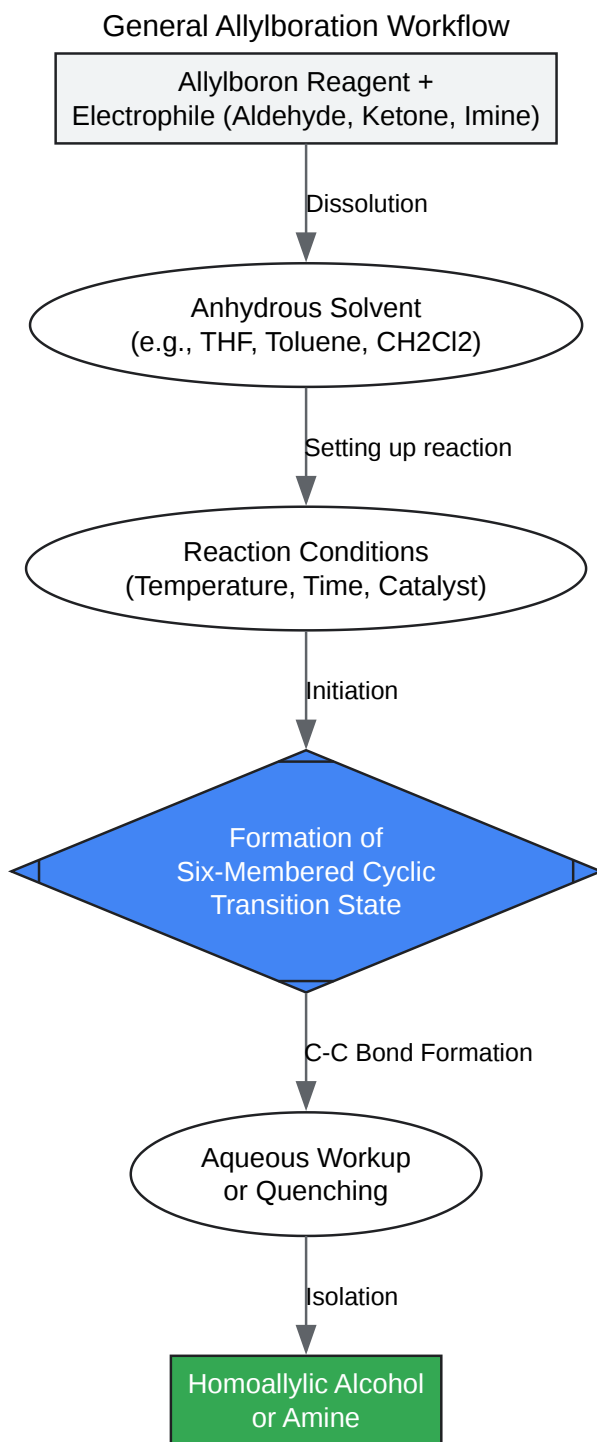 General Allylboration Workflow
Allylboron Reagent +
Electrophile (Aldehyde, Ketone, Imine)
Dissolution
Anhydrous Solvent
(e.g., THF, Toluene, CH2Cl2)
Setting up reaction
Reaction Conditions
(Temperature, Time, Catalyst)
Initiation
Formation of
Six-Membered Cyclic
Transition State
C-C Bond Formation
Aqueous Workup
or Quenching
Isolation
Homoallylic Alcohol
or Amine